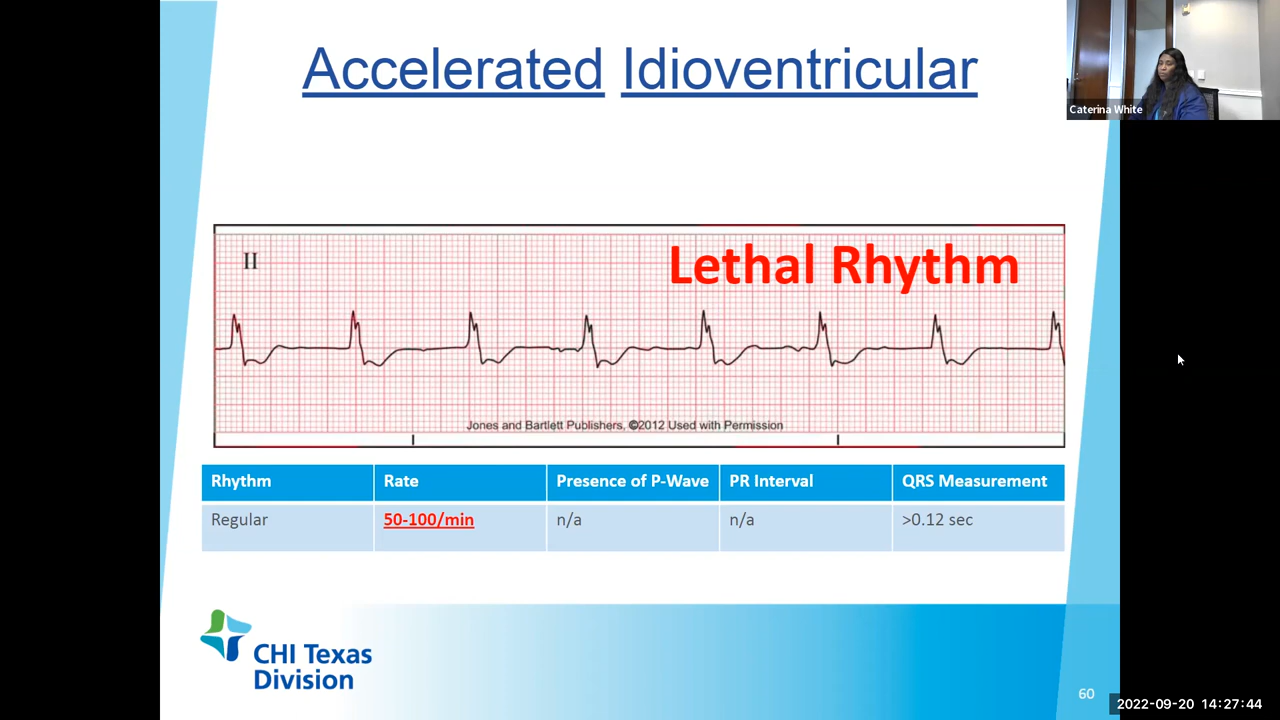 Accelerated Idioventricular
Caterina White
II
Lethal Rhythm
Jones and Bartlett Publishers, ©2012 Used with Permission
Rhythm Rate Presence of P-Wave PR Interval QRS Measurement
Regular 50-100/min n/a n/a >0.12 sec
CHI Texas
Division
60
2022-09-20 14:27:44